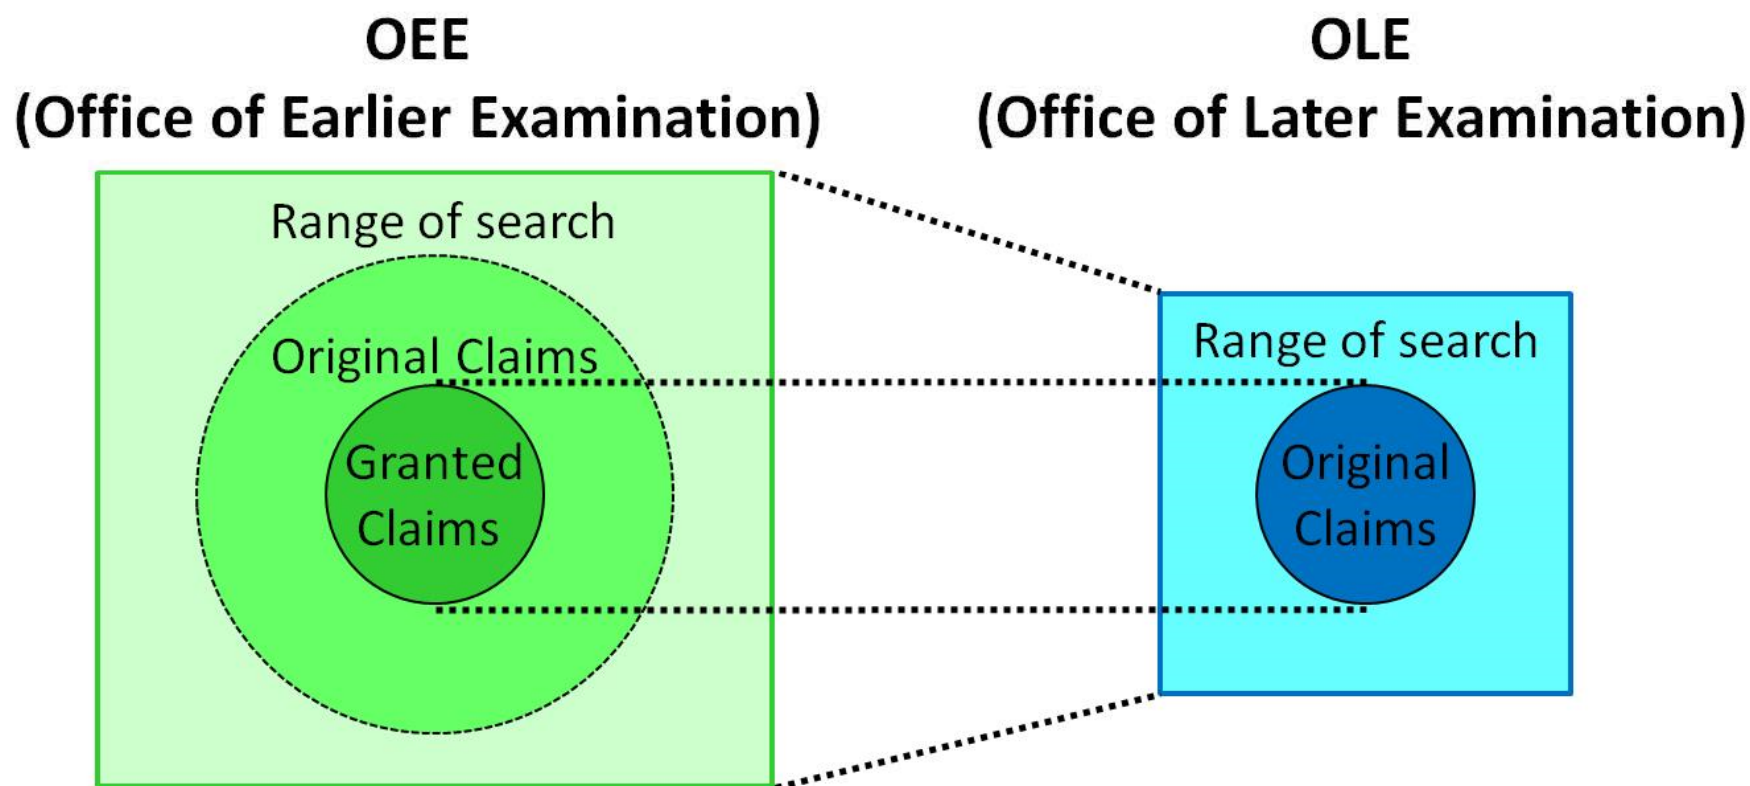 OEE
(Office of Earlier Examination)
OLE
(Office of Later Examination)
Range of search
Original Claims
Granted
Claims
Range of search
Original
Claims